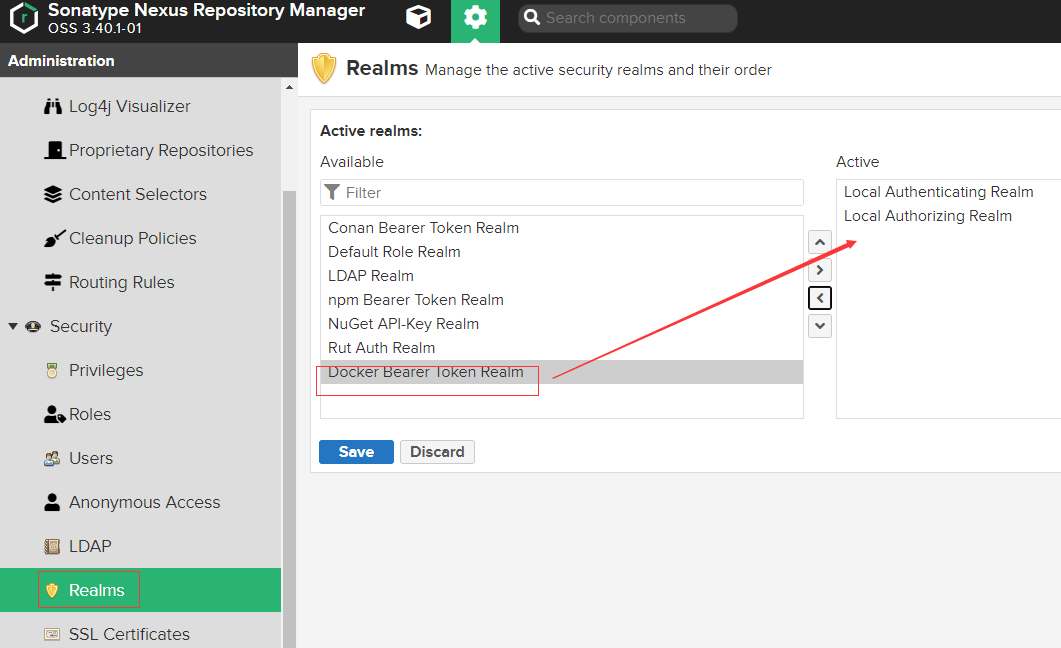 Sonatype Nexus Repository Manager
OSS 3.40.1-01
Search components
Administration
Log4j Visualizer
Proprietary Repositories
Content Selectors
Cleanup Policies
Routing Rules
Security
Privileges
Roles
Users
Anonymous Access
LDAP
Realms
SSL Certificates
Realms Manage the active security realms and their order
Active realms:
Available
Filter
Conan Bearer Token Realm
Default Role Realm
LDAP Realm
npm Bearer Token Realm
NuGet API-Key Realm
Rut Auth Realm
Docker Bearer Token Realm
Active
Local Authenticating Realm
Local Authorizing Realm
Save Discard